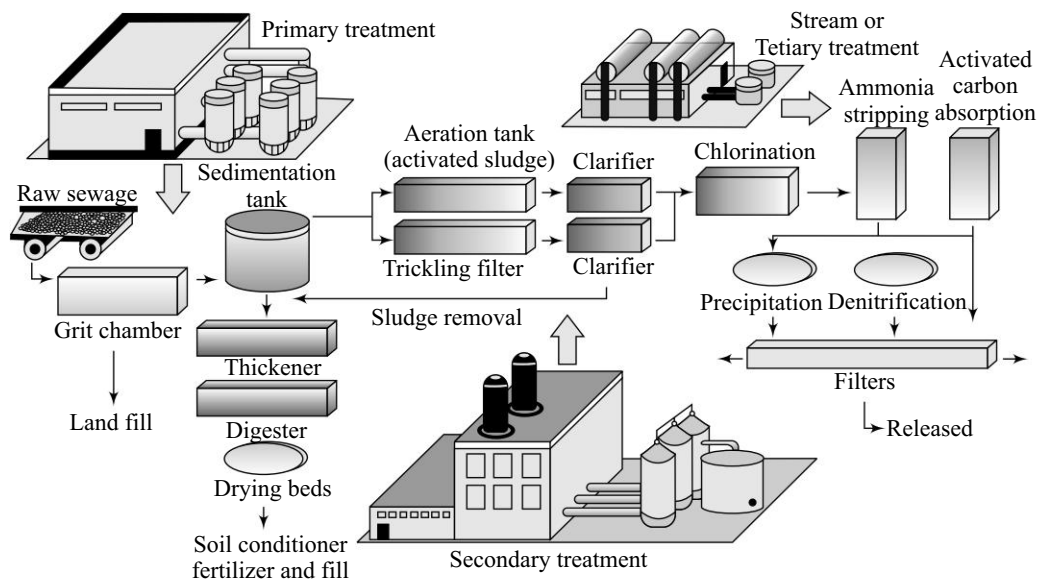 Primary treatment
Stream or
Tetiary treatment
Activated
carbon
absorption
Ammonia
stripping
Aeration tank
(activated sludge)
Clarifier
Chlorination
Sedimentation
tank
Raw sewage
Trickling filter
Clarifier
Precipitation
Denitrification
Grit chamber
Sludge removal
Thickener
Filters
Land fill
Digester
Released
Drying beds
Soil conditioner
fertilizer and fill
Secondary treatment